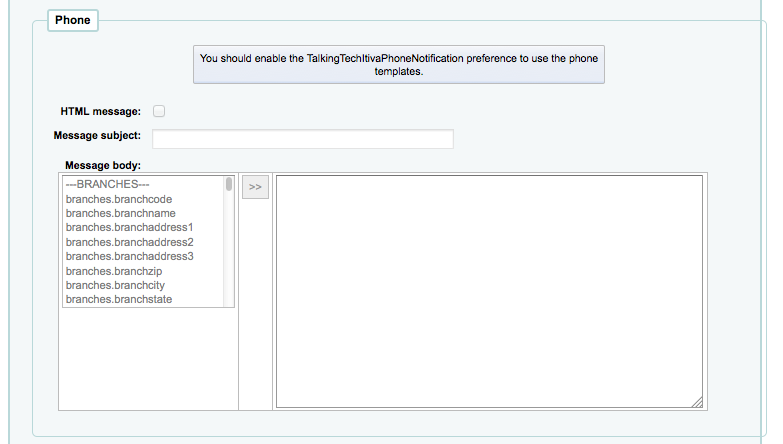 Phone
You should enable the TalkingTechItivaPhoneNotification preference to use the phone
templates.
HTML message:
Message subject:
Message body:
---BRANCHES---
branches.branchcode
branches.branchname
branches.branchaddress1
branches.branchaddress2
branches.branchaddress3
branches.branchzip
branches.branchcity
branches.branchstate
>>